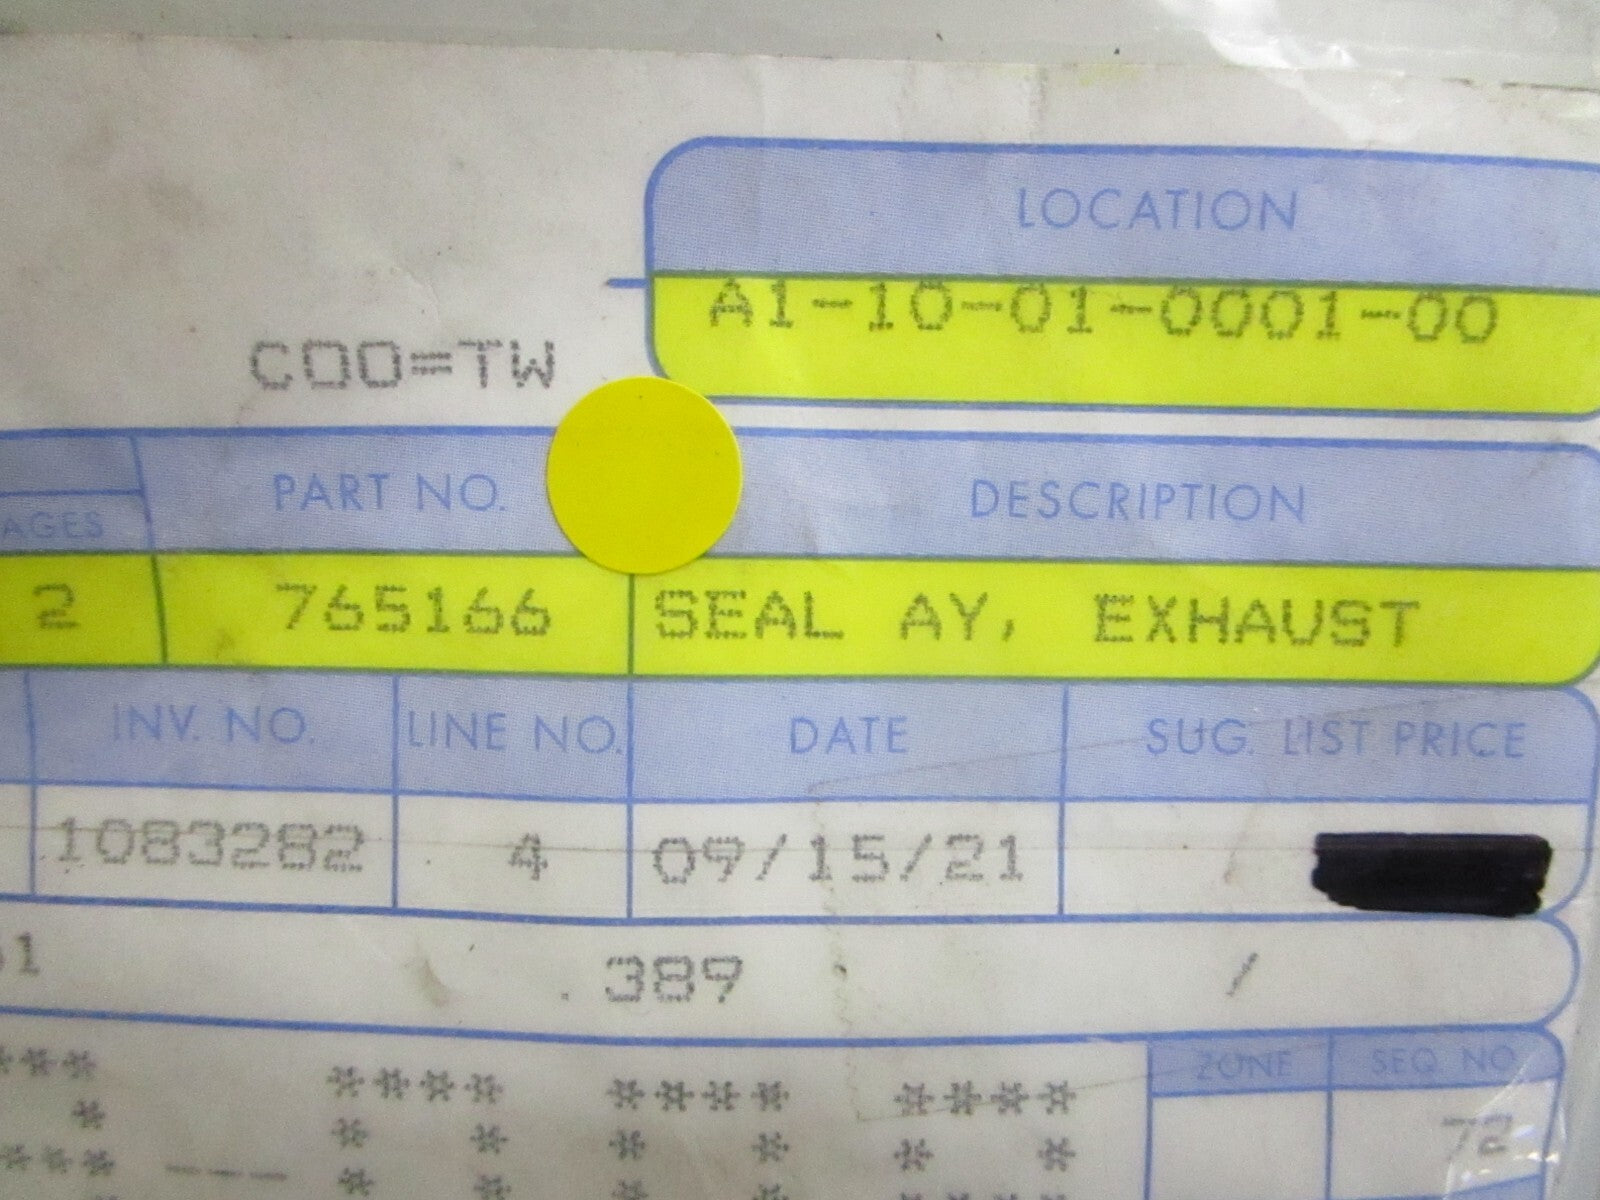 LOCATION
A1-10-01-0001-00
COO=TW
PART NO. DESCRIPTION
AGES
2 765166 SEAL AY, EXHAUST
INV. NO. LINE NO. DATE SUG. LIST PRICE
1083282 4 09/15/21
1 .389 /
*** **** **** ****
ZONE SEQ. NO.
* * * * * * *
72
*** --- * * * * * *